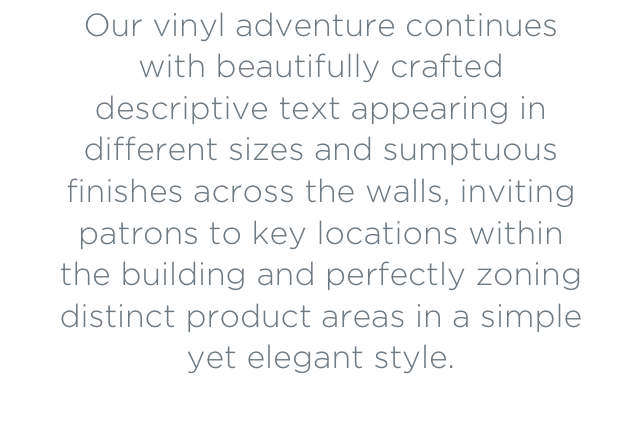 Our vinyl adventure continues
with beautifully crafted
descriptive text appearing in
different sizes and sumptuous
finishes across the walls, inviting
patrons to key locations within
the building and perfectly zoning
distinct product areas in a simple
yet elegant style.